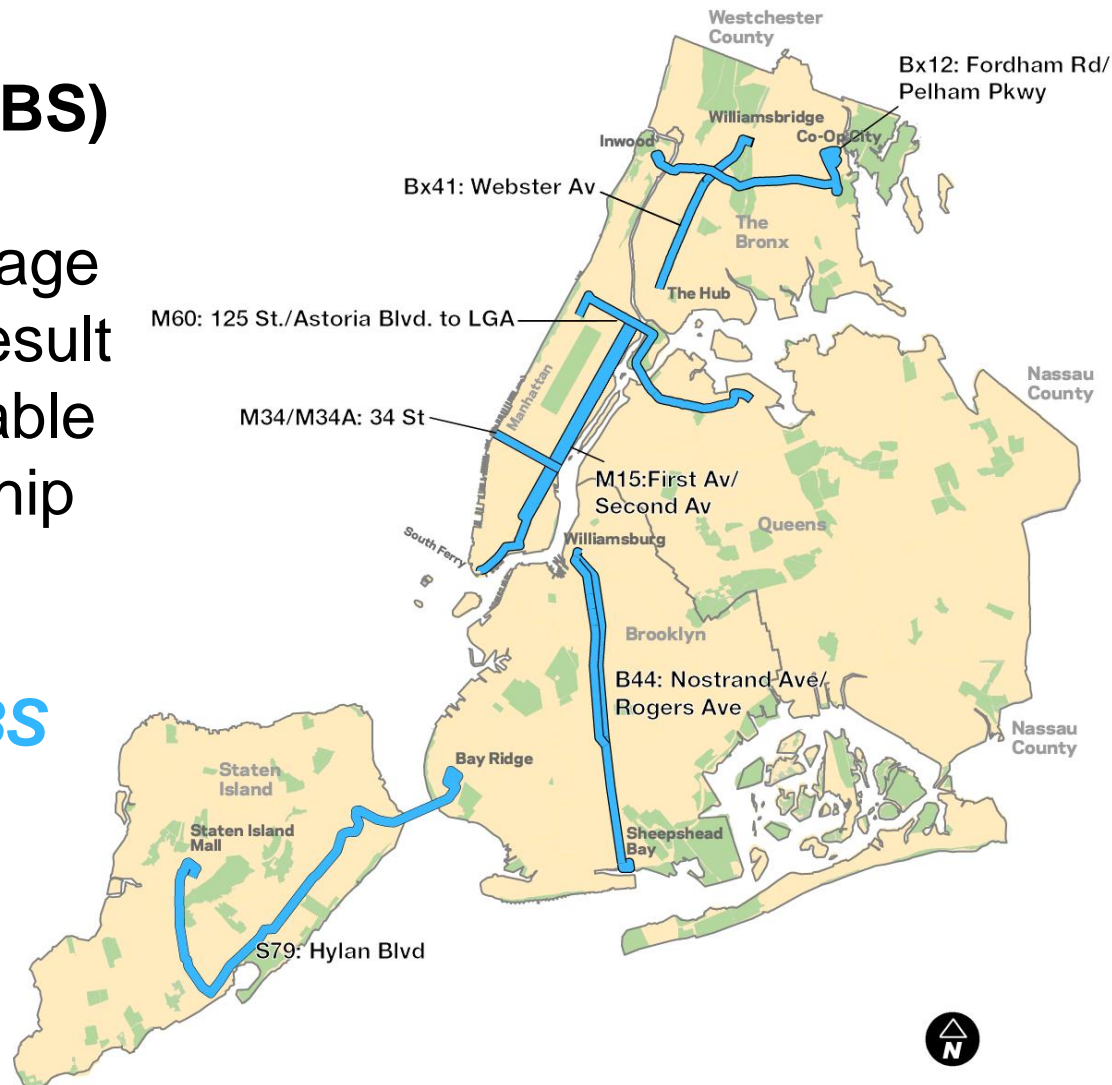 BS)
age
esult
able
hip
BS
Westchester
County
Bx12: Fordham Rd/
Pelham Pkwy
Williamsbridge
Inwood
Co-Op City
Bx41: Webster Av
The
Bronx
The Hub
M60: 125 St./Astoria Blvd. to LGA
Nassau
County
Manhattan
M34/M34A: 34 St
M15:First Av/
Second Av
Queens
South Ferry
Williamsburg
Brooklyn
B44: Nostrand Ave/
Rogers Ave
Nassau
County
Bay Ridge
Staten
Island
Staten Island
Mall
Sheepshead
Bay
S79: Hylan Blvd
N